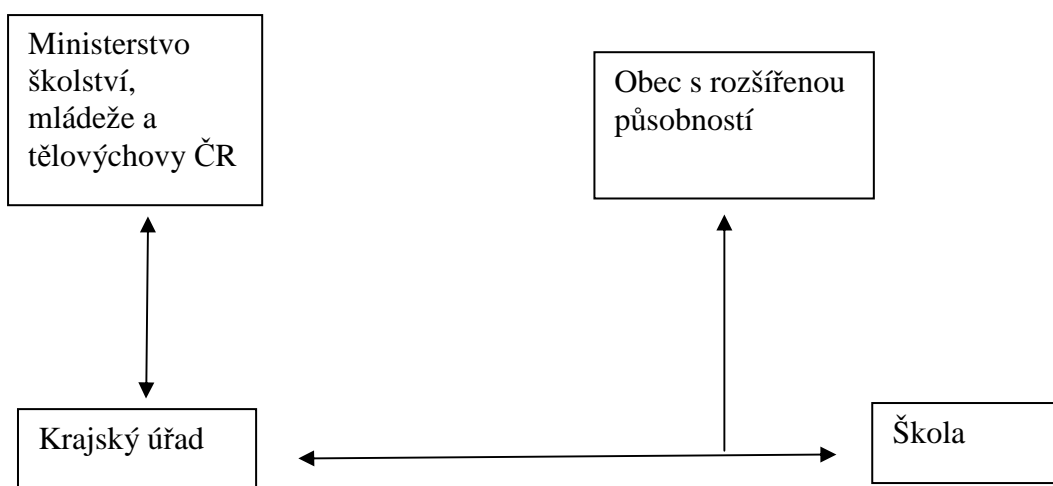 Ministerstvo
školství,
mládeže a
tělovýchovy ČR
Obec s rozšířenou
působností
Krajský úřad
Škola